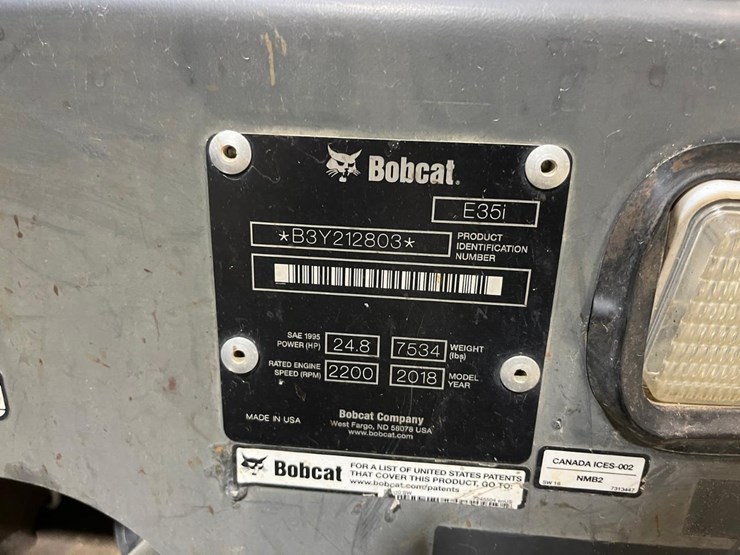 Bobcat.
E35i
*B3Y212803*
PRODUCT
IDENTIFICATION
NUMBER
SAE 1995
POWER (HP)
24.8
7534
WEIGHT
(lbs)
RATED ENGINE
SPEED (RPM)
2200
2018
MODEL
YEAR
MADE IN USA
Bobcat Company
West Fargo, ND 58078 USA
www.bobcat.com
Bobcat
FOR A LIST OF UNITED STATES PATENTS
THAT COVER THIS PRODUCT, GO TO:
www.bobcat.com/patents
CANADA ICES-002
NMB2
SW 16
7313447